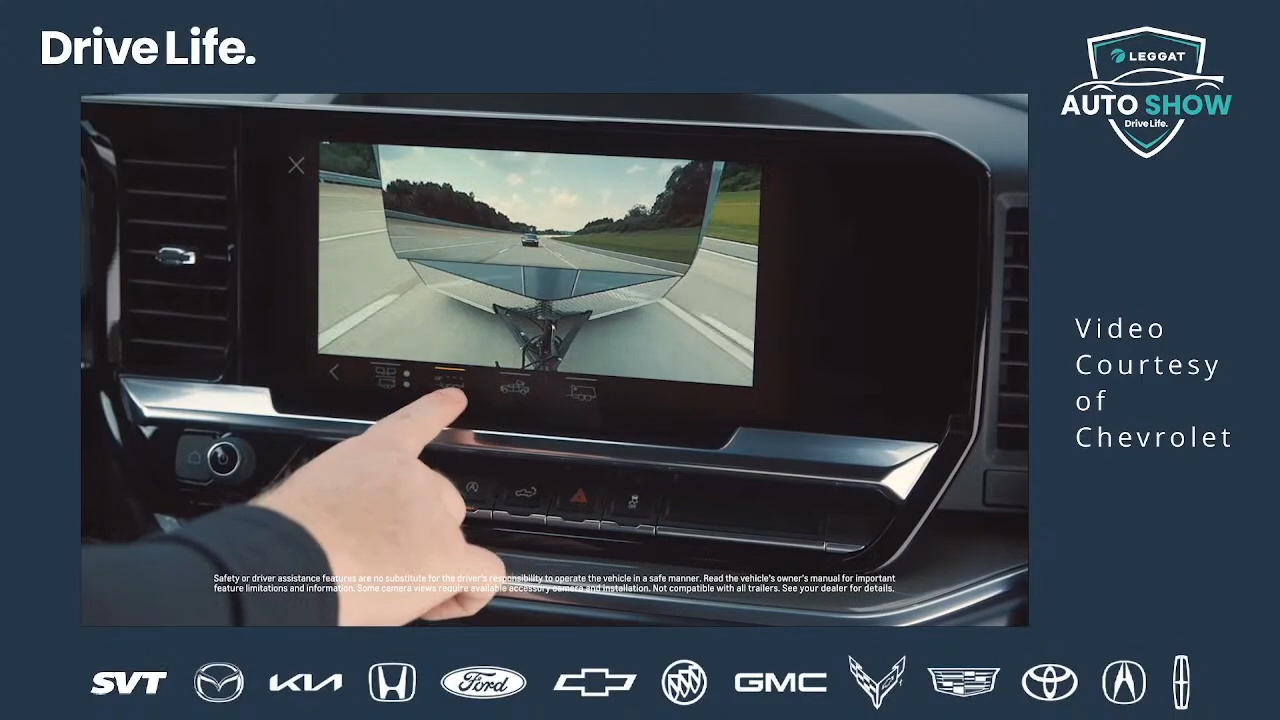 Drive Life.
LEGGAT
AUTO SHOW
Drive Life.
Video
Courtesy
of
Chevrolet
Safety or driver assistance features are no substitute for the driver's responsibility to operate the vehicle in a safe manner. Read the vehicle's owner's manual for important
feature limitations and information. Some camera views require available accessory camera and installation. Not compatible with all trailers. See your dealer for details.
SVT
KIA
Ford
GMC